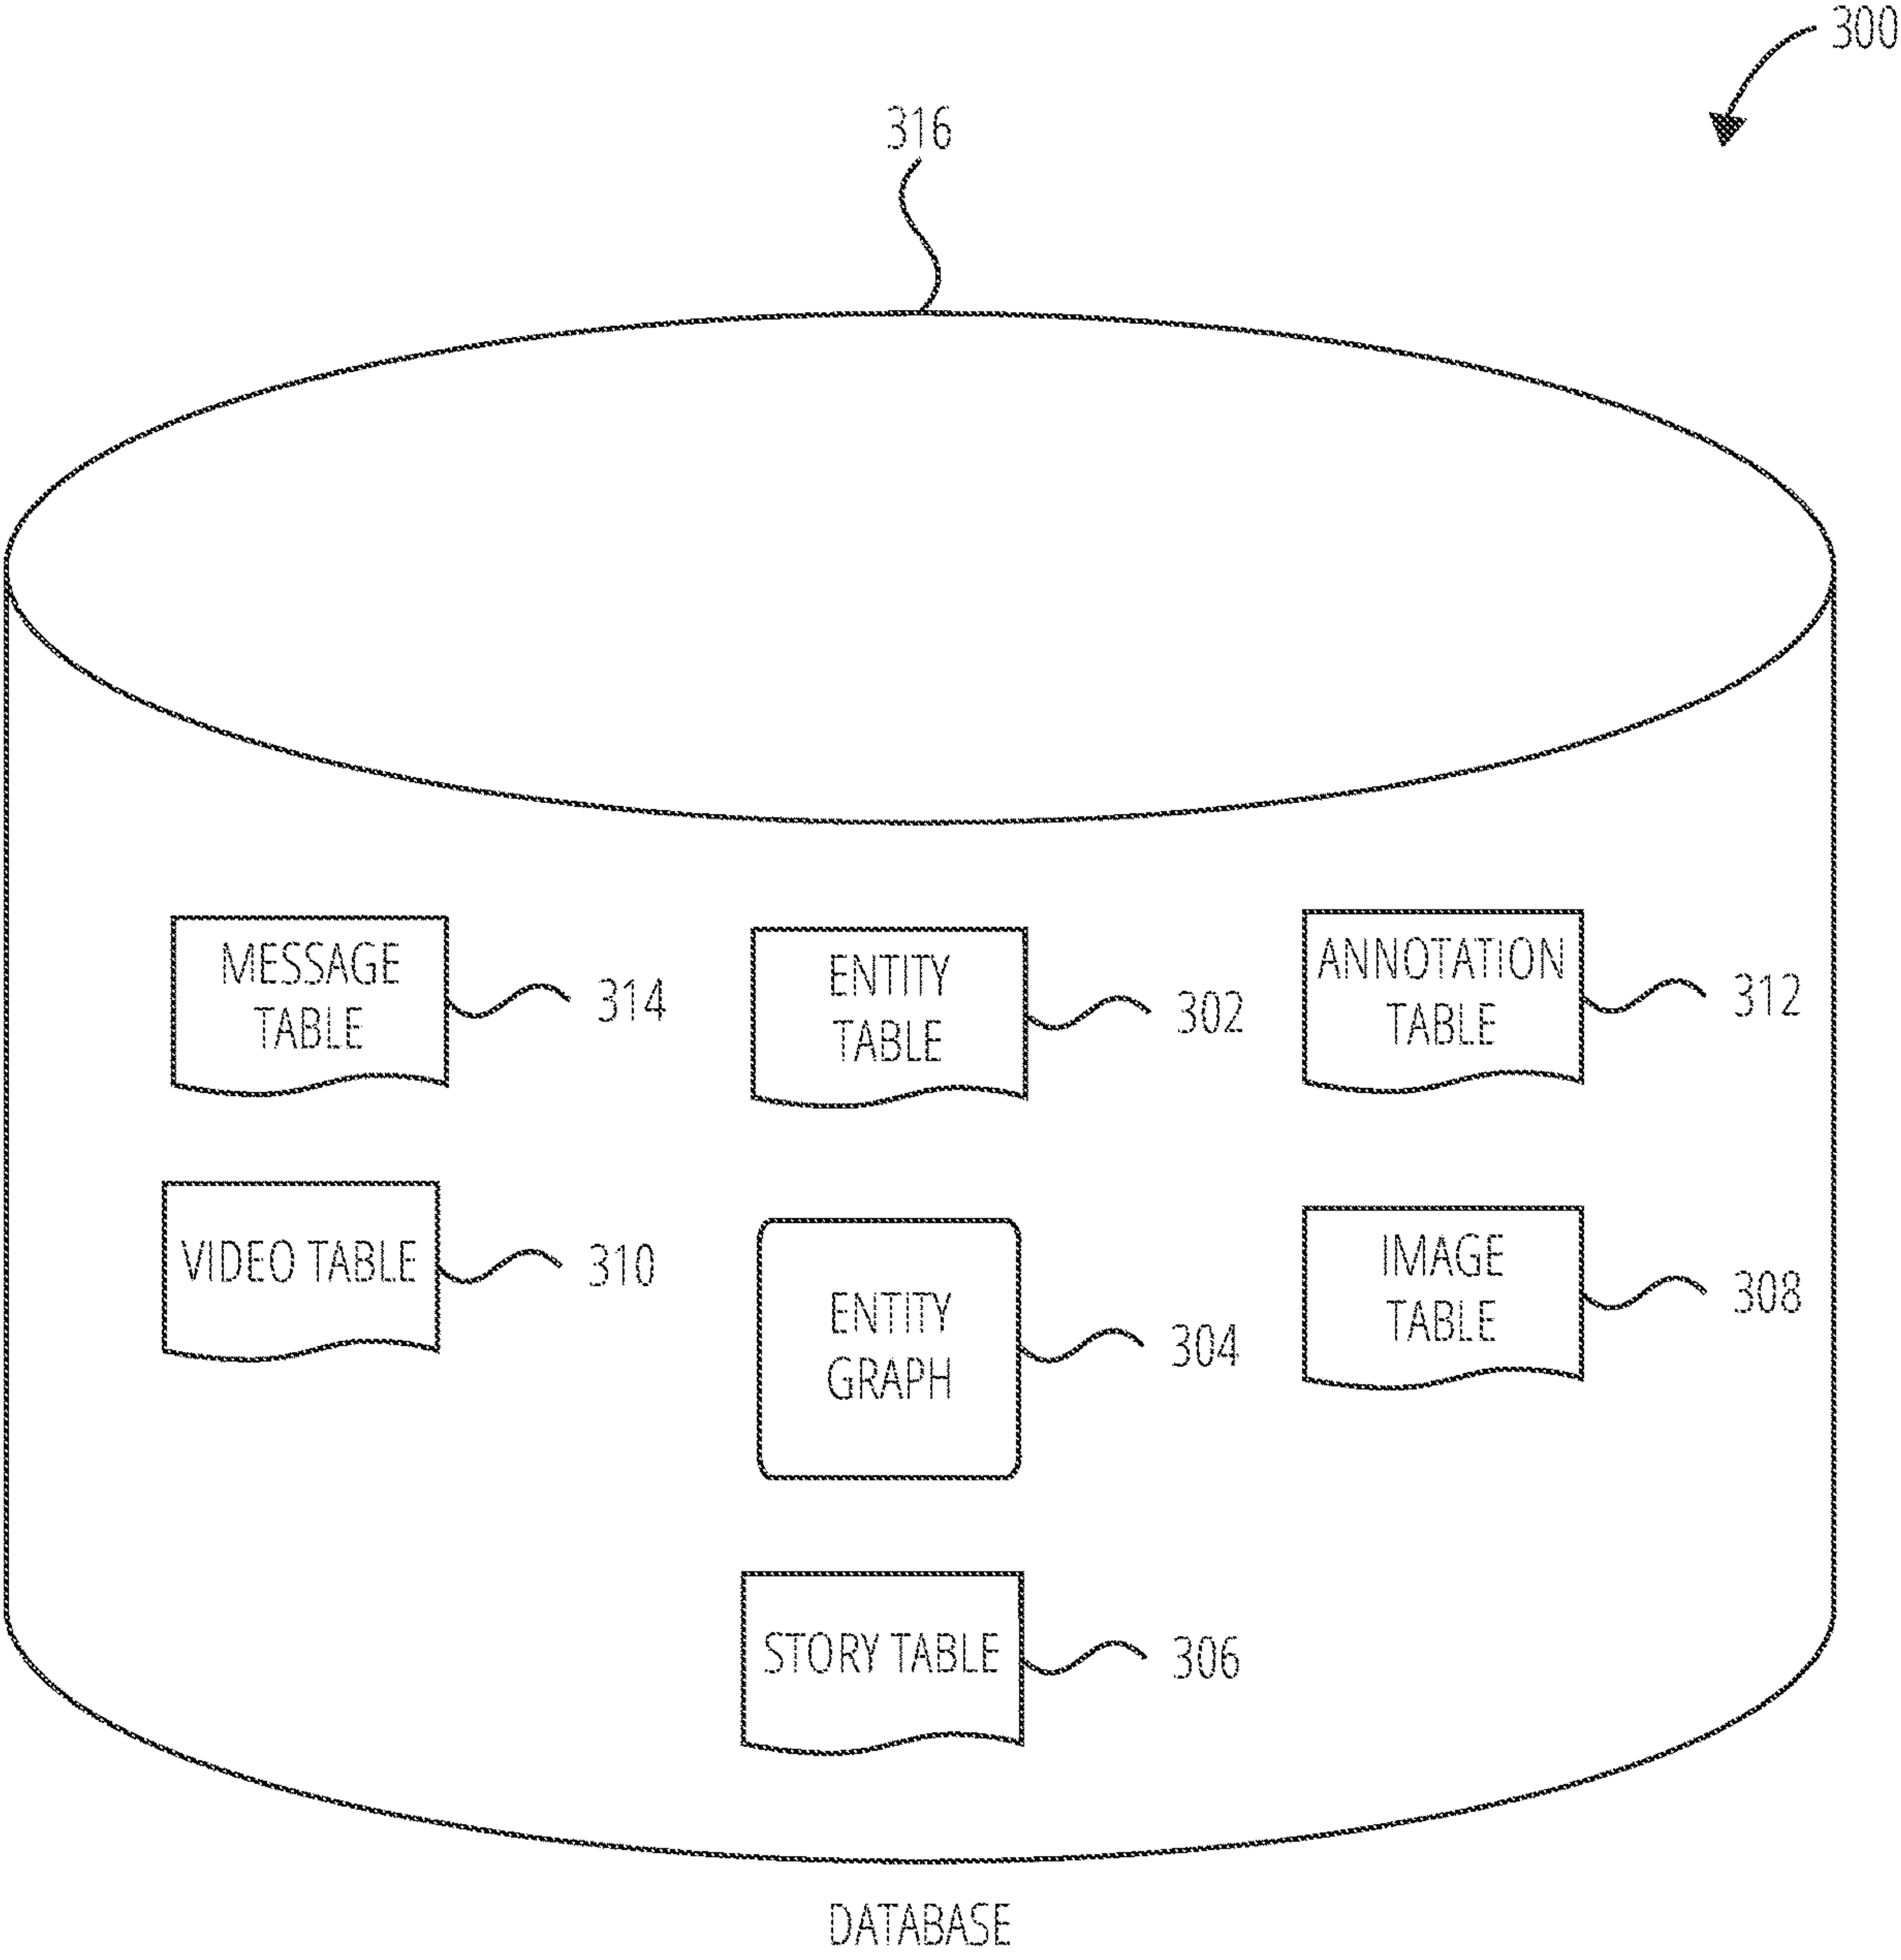 300
316
MESSAGE
TABLE
314
ENTITY
TABLE
302
ANNOTATION
TABLE
312
VIDEO TABLE
310
ENTITY
GRAPH
304
IMAGE
TABLE
308
STORY TABLE
306
DATABASE